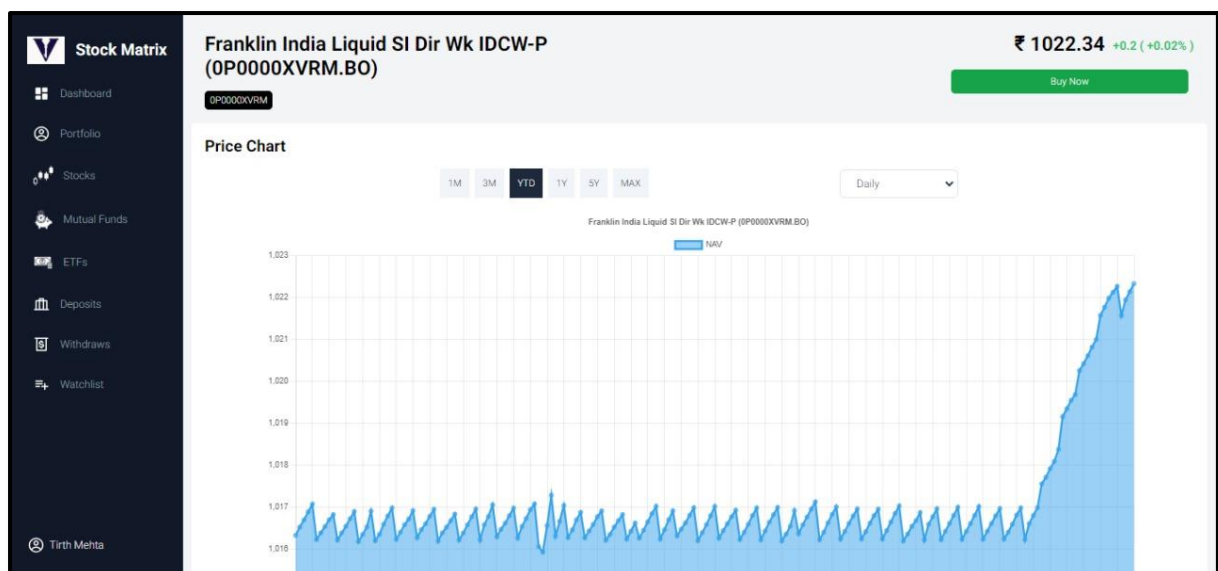 Stock Matrix
Dashboard
Portfolio
Stocks
Mutual Funds
ETFs
Deposits
Withdraws
Watchlist
Tirth Mehta
Franklin India Liquid SI Dir Wk IDCW-P
(0P0000XVRM.BO)
0P0000XVRM
₹ 1022.34 +0.2 ( +0.02% )
Buy Now
Price Chart
1M 3M YTD 1Y 5Y MAX
Daily
Franklin India Liquid SI Dir Wk IDCW-P (0P0000XVRM.BO)
NAV
1,023
1,022
1,021
1,020
1,019
1,018
1,017
1,016